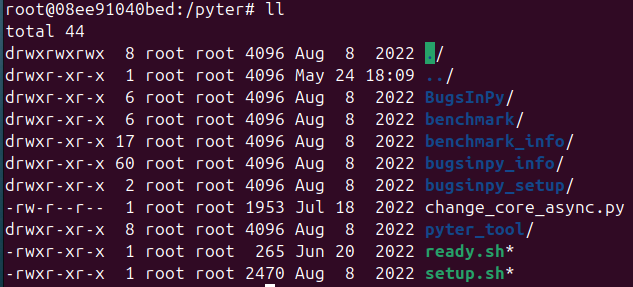 root@08ee91040bed:/pyter# ll
total 44
drwxrwxrwx  8 root root 4096 Aug  8  2022 ./
drwxr-xr-x  1 root root 4096 May 24 18:09 ../
drwxr-xr-x  6 root root 4096 Aug  8  2022 BugsInPy/
drwxr-xr-x  6 root root 4096 Aug  8  2022 benchmark/
drwxr-xr-x 17 root root 4096 Aug  8  2022 benchmark_info/
drwxr-xr-x 60 root root 4096 Aug  8  2022 bugsinpy_info/
drwxr-xr-x  2 root root 4096 Aug  8  2022 bugsinpy_setup/
-rw-r--r--  1 root root 1953 Jul 18  2022 change_core_async.py
drwxr-xr-x  8 root root 4096 Aug  8  2022 pyter_tool/
-rwxr-xr-x  1 root root  265 Jun 20  2022 ready.sh*
-rwxr-xr-x  1 root root 2470 Aug  8  2022 setup.sh*